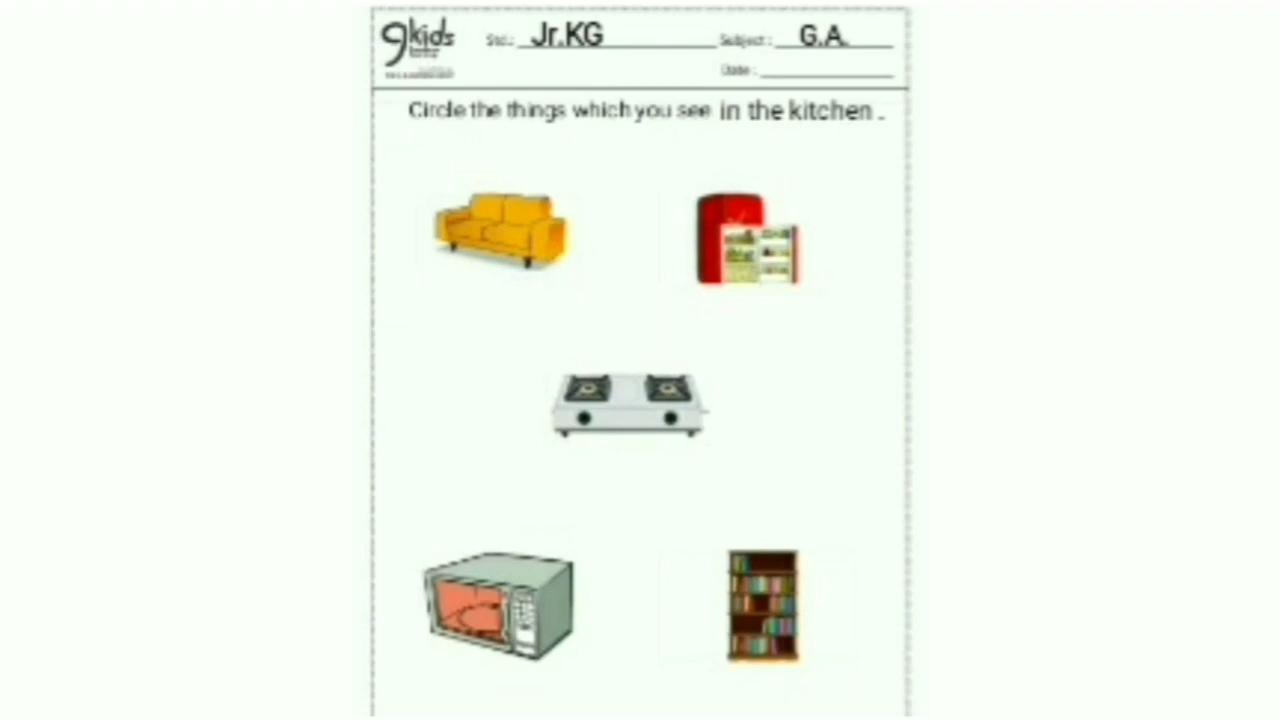 9kids
Std.: Jr.KG Subject: G.A.
Date:
Circle the things which you see in the kitchen.